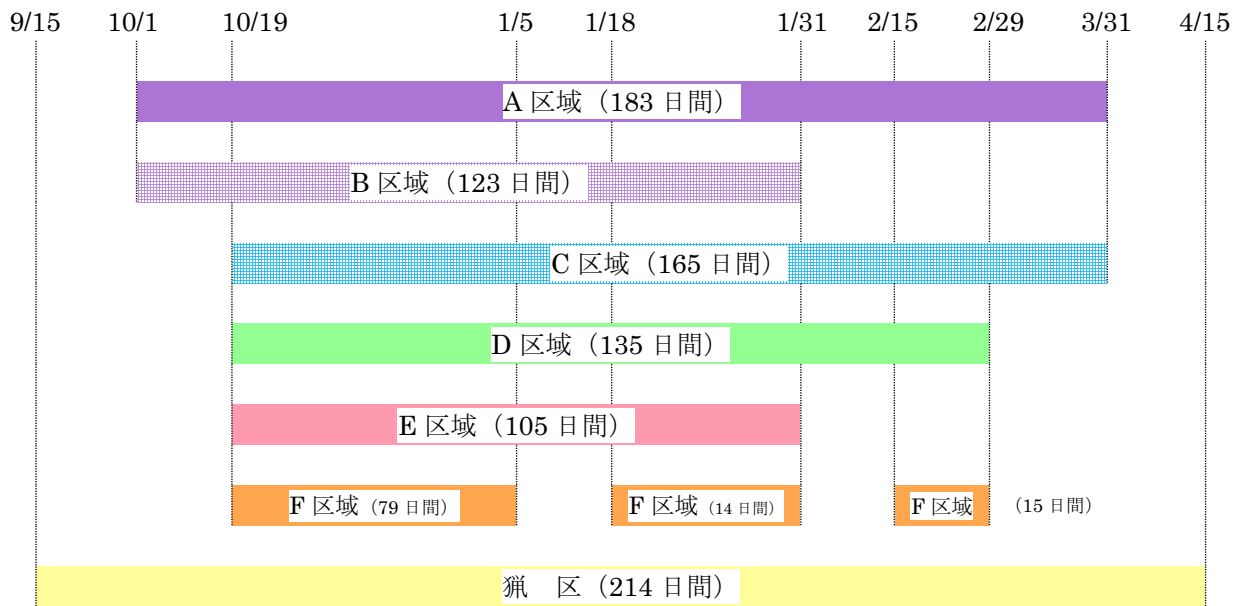 9/15 10/1 10/19 1/5 1/18 1/31 2/15 2/29 3/31 4/15
A 区域（183 日間）
B 区域（123 日間）
C 区域（165 日間）
D 区域（135 日間）
E 区域（105 日間）
F 区域（79 日間） F 区域（14 日間） F 区域 （15 日間）
猟　区（214 日間）